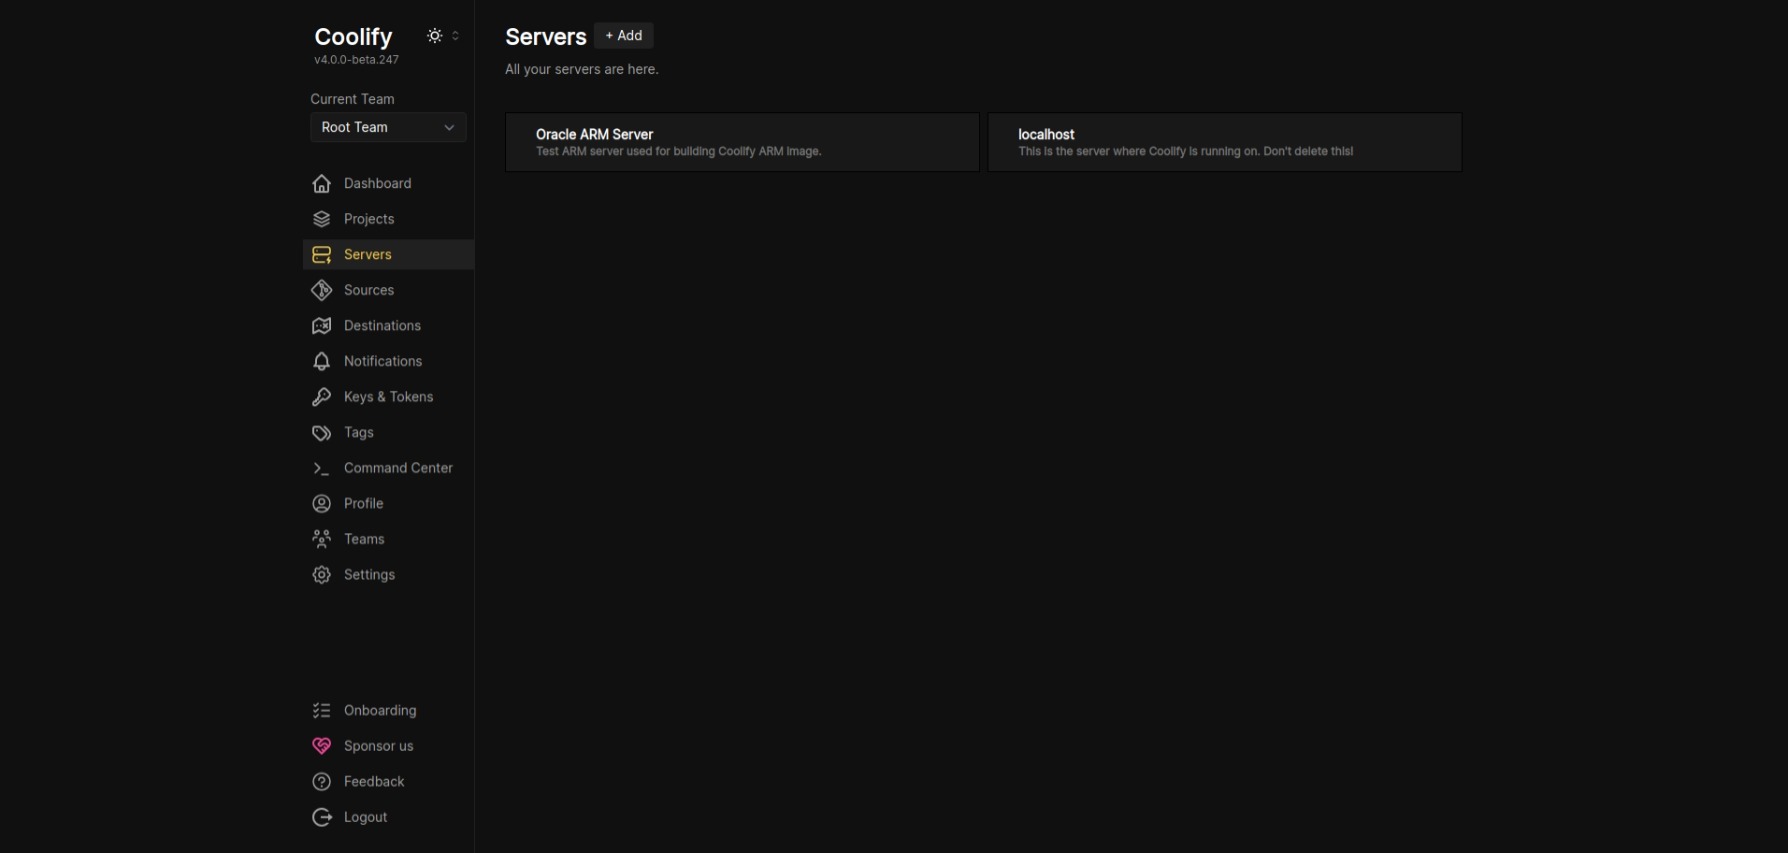 Coolify
v4.0.0-beta.247
Current Team
Root Team
Dashboard
Projects
Servers
Sources
Destinations
Notifications
Keys & Tokens
Tags
Command Center
Profile
Teams
Settings
Onboarding
Sponsor us
Feedback
Logout
Servers
+ Add
All your servers are here.
Oracle ARM Server
Test ARM server used for building Coolify ARM image.
localhost
This is the server where Coolify is running on. Don't delete this!